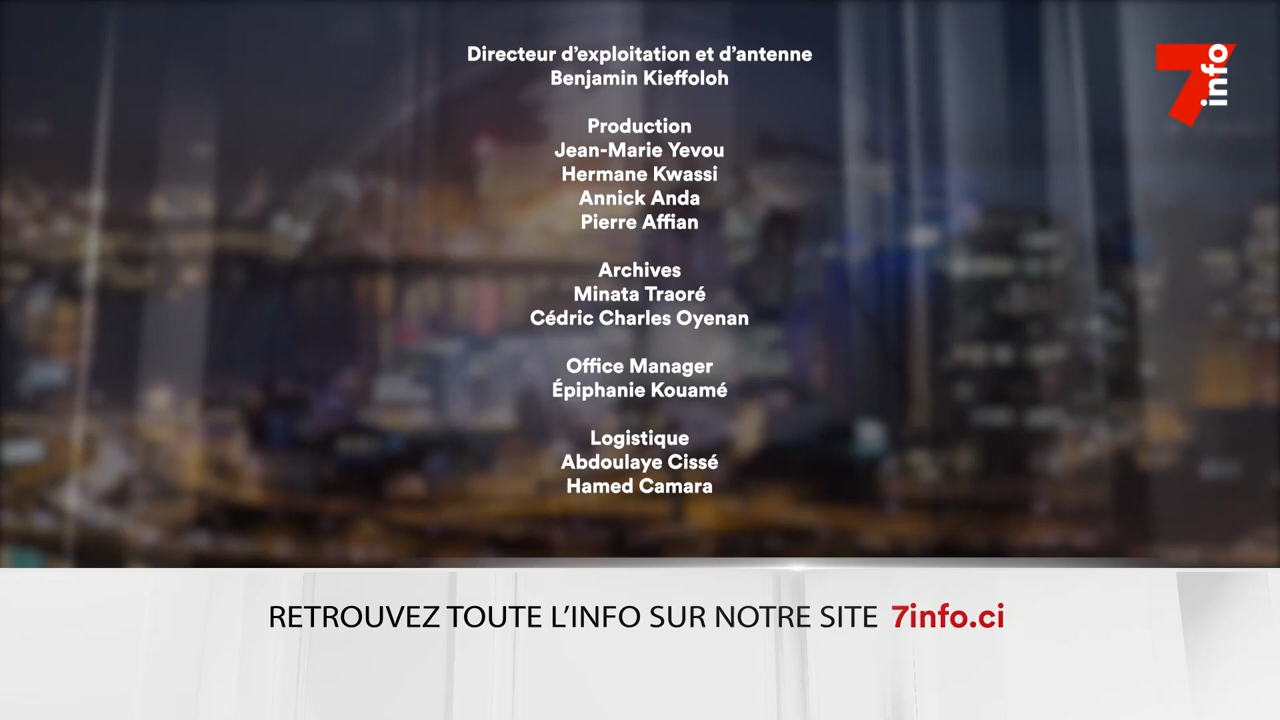 Directeur d’exploitation et d’antenne
Benjamin Kieffoloh
Production
Jean-Marie Yevou
Hermane Kwassi
Annick Anda
Pierre Affian
Archives
Minata Traoré
Cédric Charles Oyenan
Office Manager
Épiphanie Kouamé
Logistique
Abdoulaye Cissé
Hamed Camara
7info
RETROUVEZ TOUTE L’INFO SUR NOTRE SITE 7info.ci